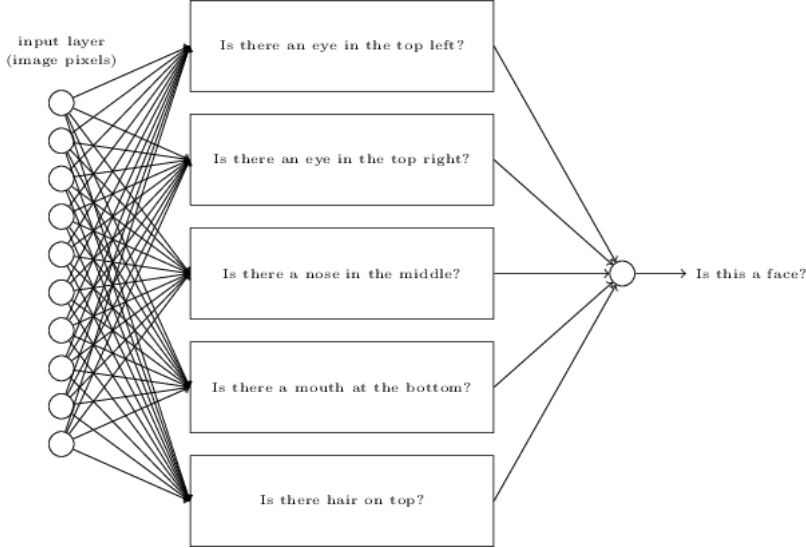 input layer
(image pixels)
Is there an eye in the top left?
Is there an eye in the top right?
Is there a nose in the middle?
Is there a mouth at the bottom?
Is there hair on top?
Is this a face?